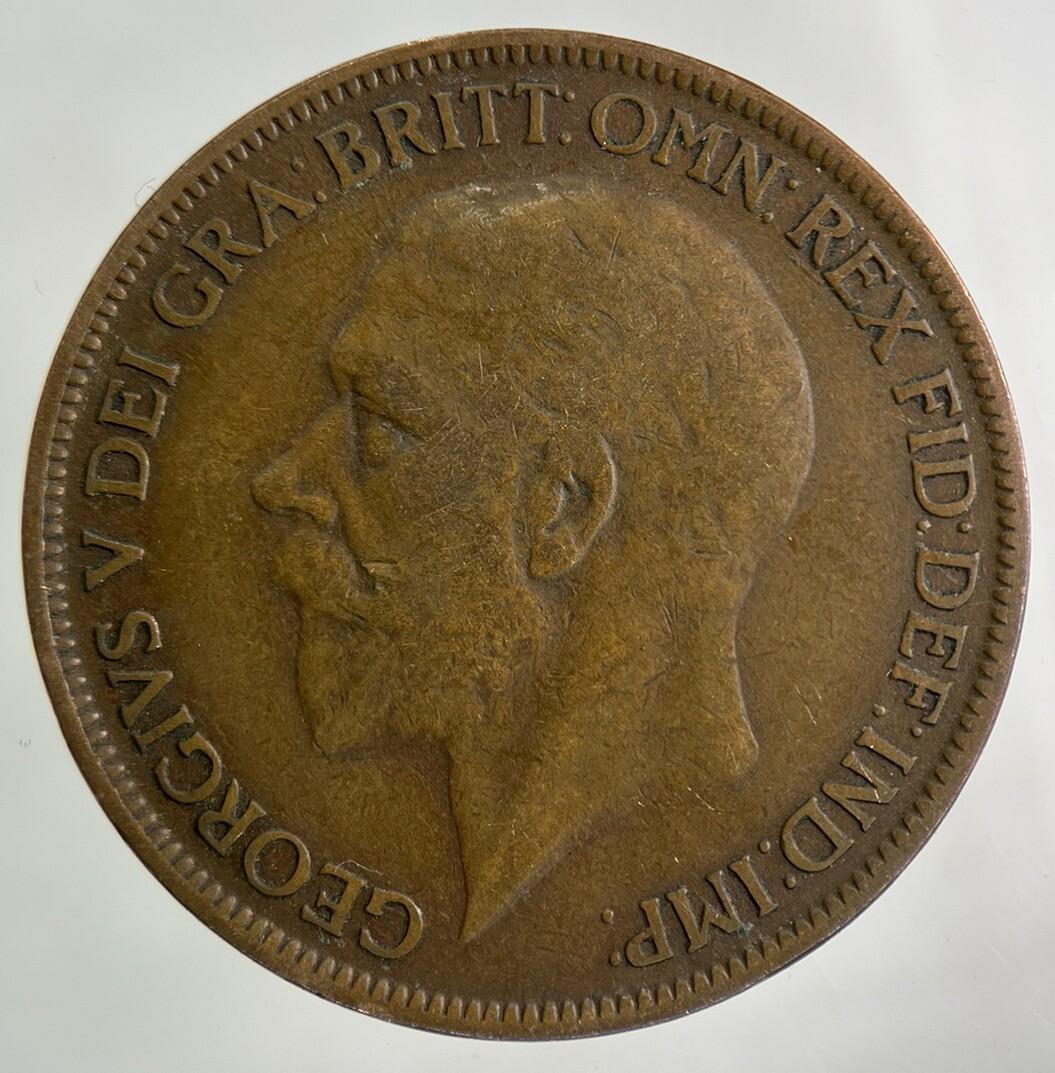 GEORGIVS V DEI GRA: BRITT: OMN: REX FID: DEF: IND: IMP: